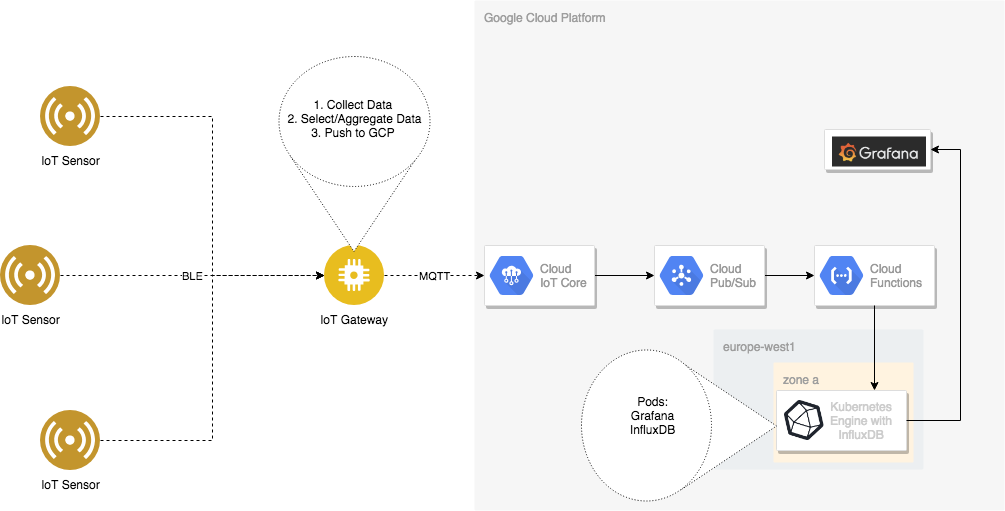 Google Cloud Platform
1. Collect Data
2. Select/Aggregate Data
3. Push to GCP
IoT Sensor
Grafana
IoT Sensor
BLE
IoT Gateway
MQTT
Cloud
IoT Core
Cloud
Pub/Sub
Cloud
Functions
europe-west1
zone a
Pods:
Grafana
InfluxDB
Kubernetes
Engine with
InfluxDB
IoT Sensor